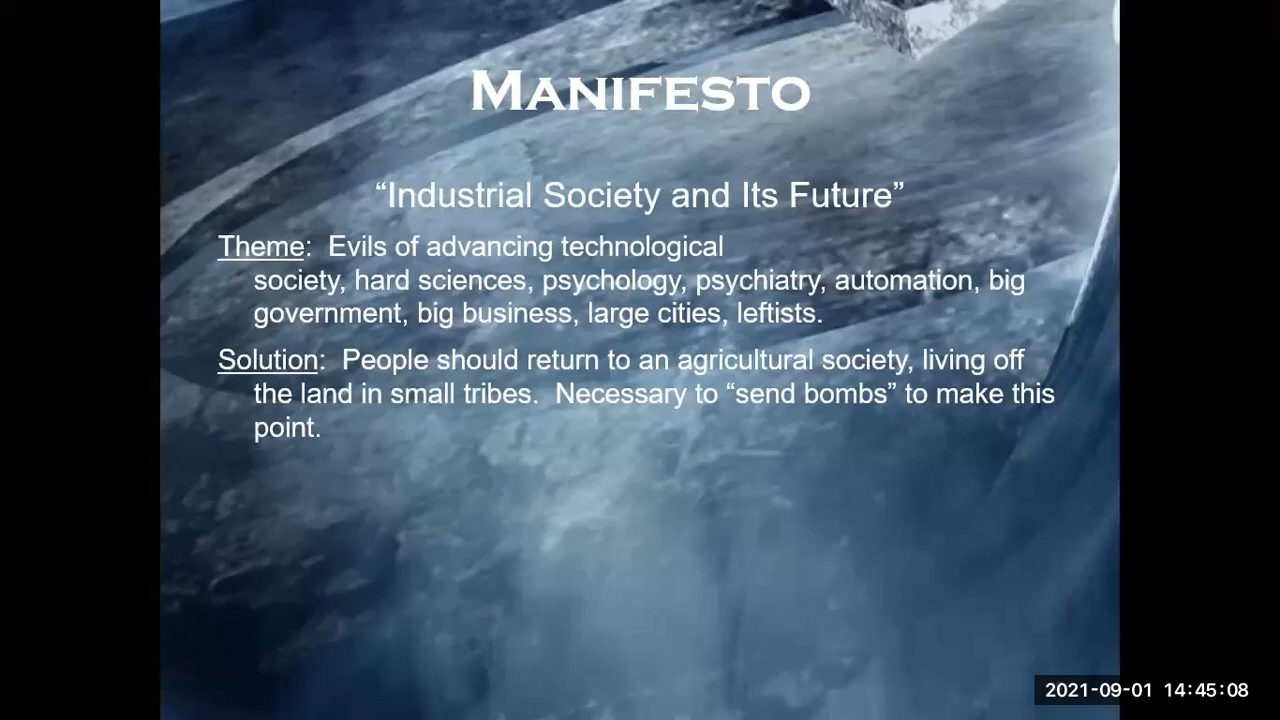 MANIFESTO
“Industrial Society and Its Future”
Theme:  Evils of advancing technological
society, hard sciences, psychology, psychiatry, automation, big
government, big business, large cities, leftists.
Solution:  People should return to an agricultural society, living off
the land in small tribes.  Necessary to “send bombs” to make this
point.
2021-09-01 14:45:08